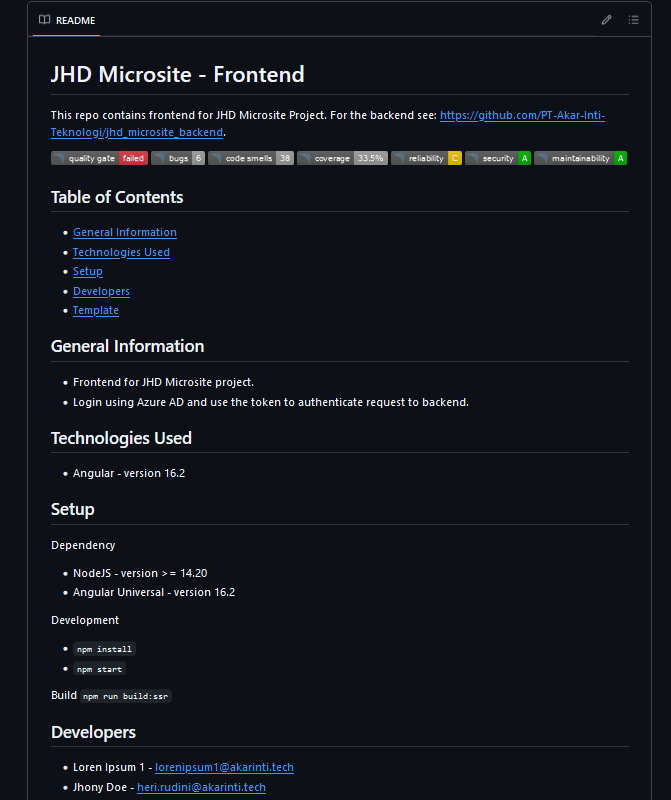 README
JHD Microsite - Frontend
This repo contains frontend for JHD Microsite Project. For the backend see: https://github.com/PT-Akar-Inti-
Teknologi/jhd_microsite_backend.
quality gate failed bugs 6 code smells 38 coverage 33.5% reliability C security A maintainability A
Table of Contents
General Information
Technologies Used
Setup
Developers
Template
General Information
Frontend for JHD Microsite project.
Login using Azure AD and use the token to authenticate request to backend.
Technologies Used
Angular - version 16.2
Setup
Dependency
NodeJS - version >= 14.20
Angular Universal - version 16.2
Development
npm install
npm start
Build npm run build:ssr
Developers
Loren Ipsum 1 - lorenipsum1@akarinti.tech
Jhony Doe - heri.rudini@akarinti.tech